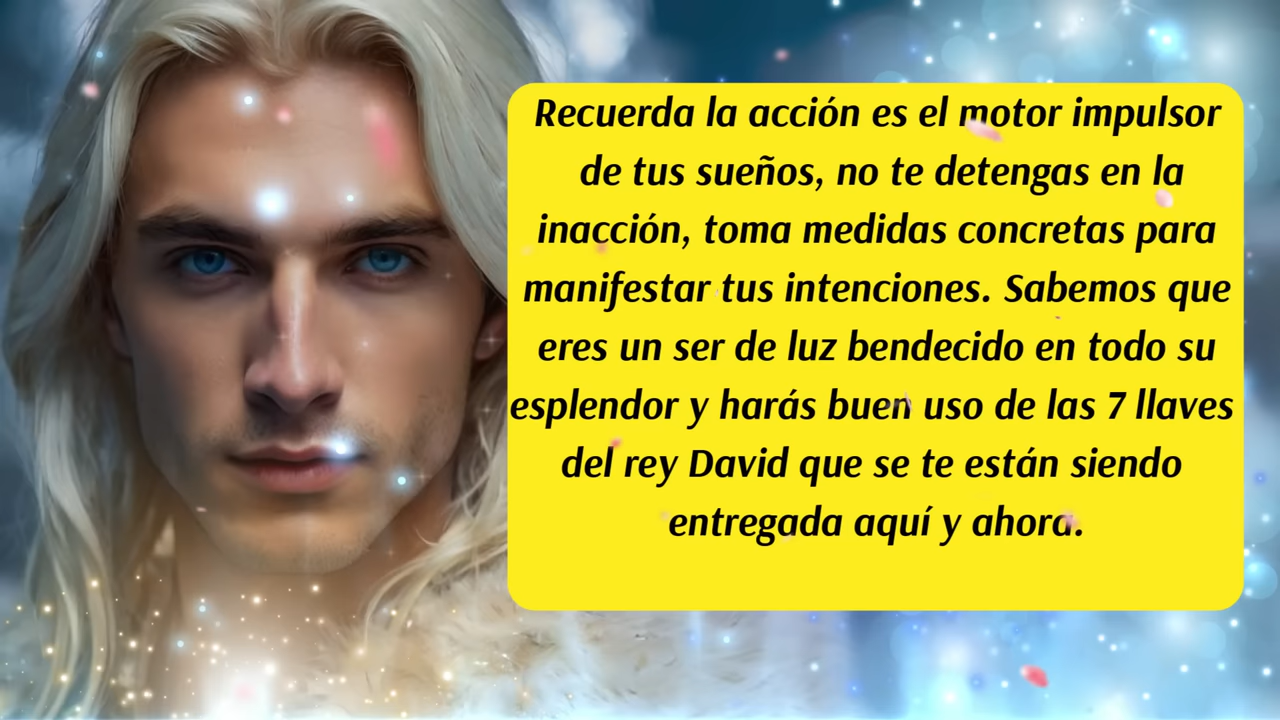 Recuerda la acción es el motor impulsor
de tus sueños, no te detengas en la
inacción, toma medidas concretas para
manifestar tus intenciones. Sabemos que
eres un ser de luz bendecido en todo su
esplendor y harás buen uso de las 7 llaves
del rey David que se te están siendo
entregada aquí y ahora.